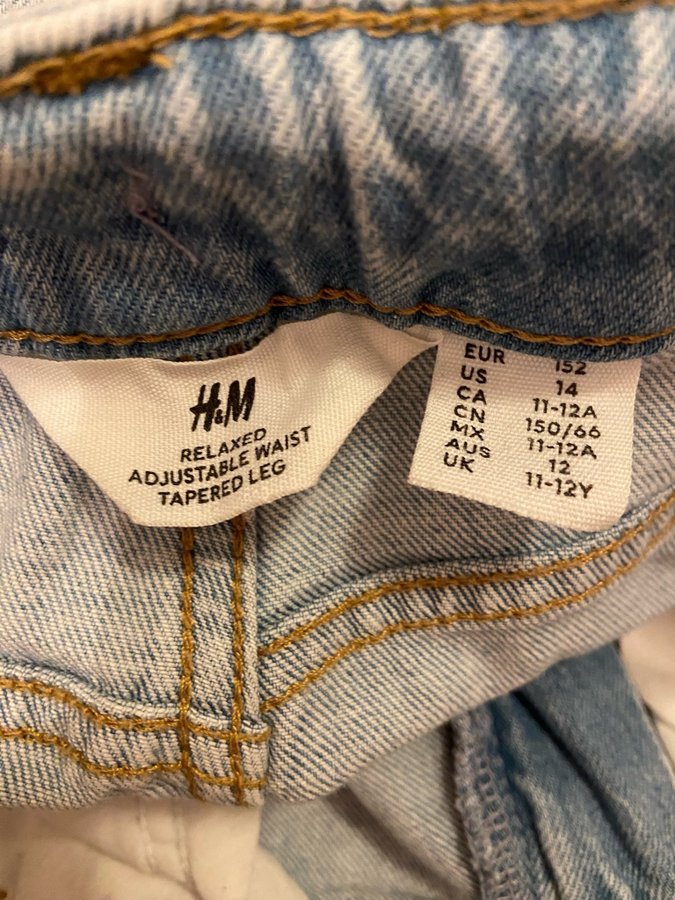 H&M
RELAXED
ADJUSTABLE WAIST
TAPERED LEG
EUR 152
US 14
CA 11-12A
CN 150/66
MX 11-12A
AUS 12
UK 11-12Y